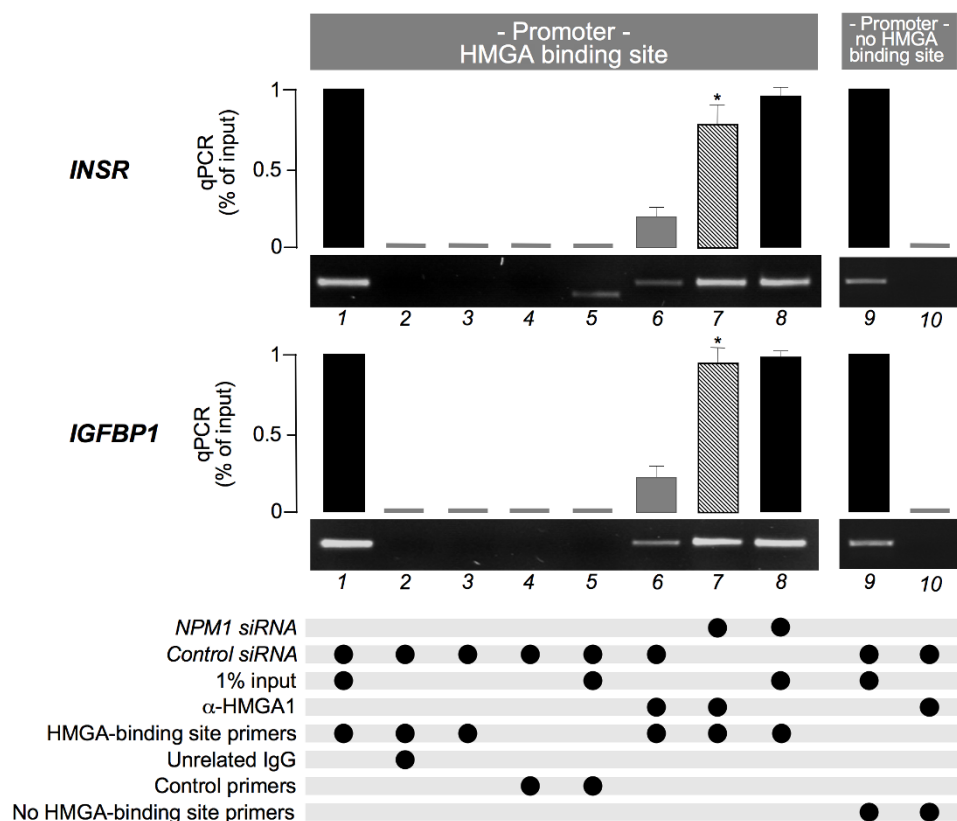 - Promoter -
HMGA binding site
- Promoter -
no HMGA
binding site
INSR
qPCR
(% of input)
1
0.5
0
*
1 2 3 4 5 6 7 8 9 10
IGFBP1
qPCR
(% of input)
1
0.5
0
*
1 2 3 4 5 6 7 8 9 10
NPM1 siRNA
Control siRNA
1% input
α-HMGA1
HMGA-binding site primers
Unrelated IgG
Control primers
No HMGA-binding site primers